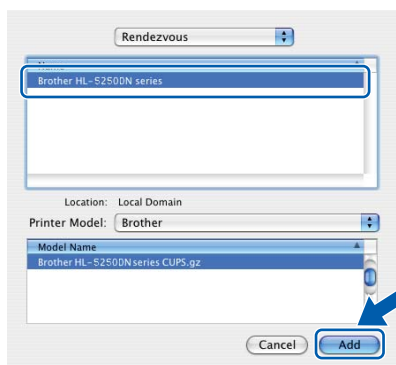 Rendezvous
Brother HL-5250DN series
Location: Local Domain
Printer Model: Brother
Model Name
Brother HL-5250DN series CUPS.gz
Cancel Add